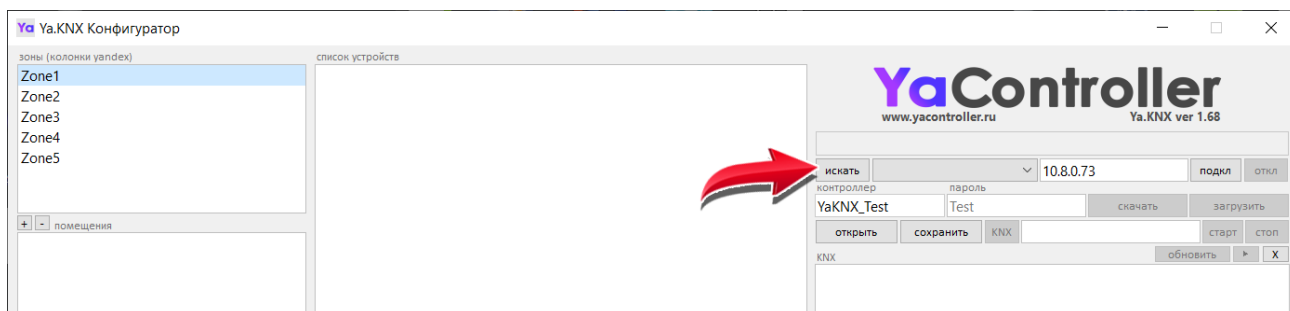 Ya Ya.KNX Конфигуратор
зоны (колонки yandex)
Zone1
Zone2
Zone3
Zone4
Zone5
+ - помещения
список устройств
YaController
www.yacontroller.ru Ya.KNX ver 1.68
искать 10.8.0.73 подкл откл
контроллер пароль
YaKNX_Test Test скачать загрузить
открыть сохранить KNX старт стоп
KNX обновить X